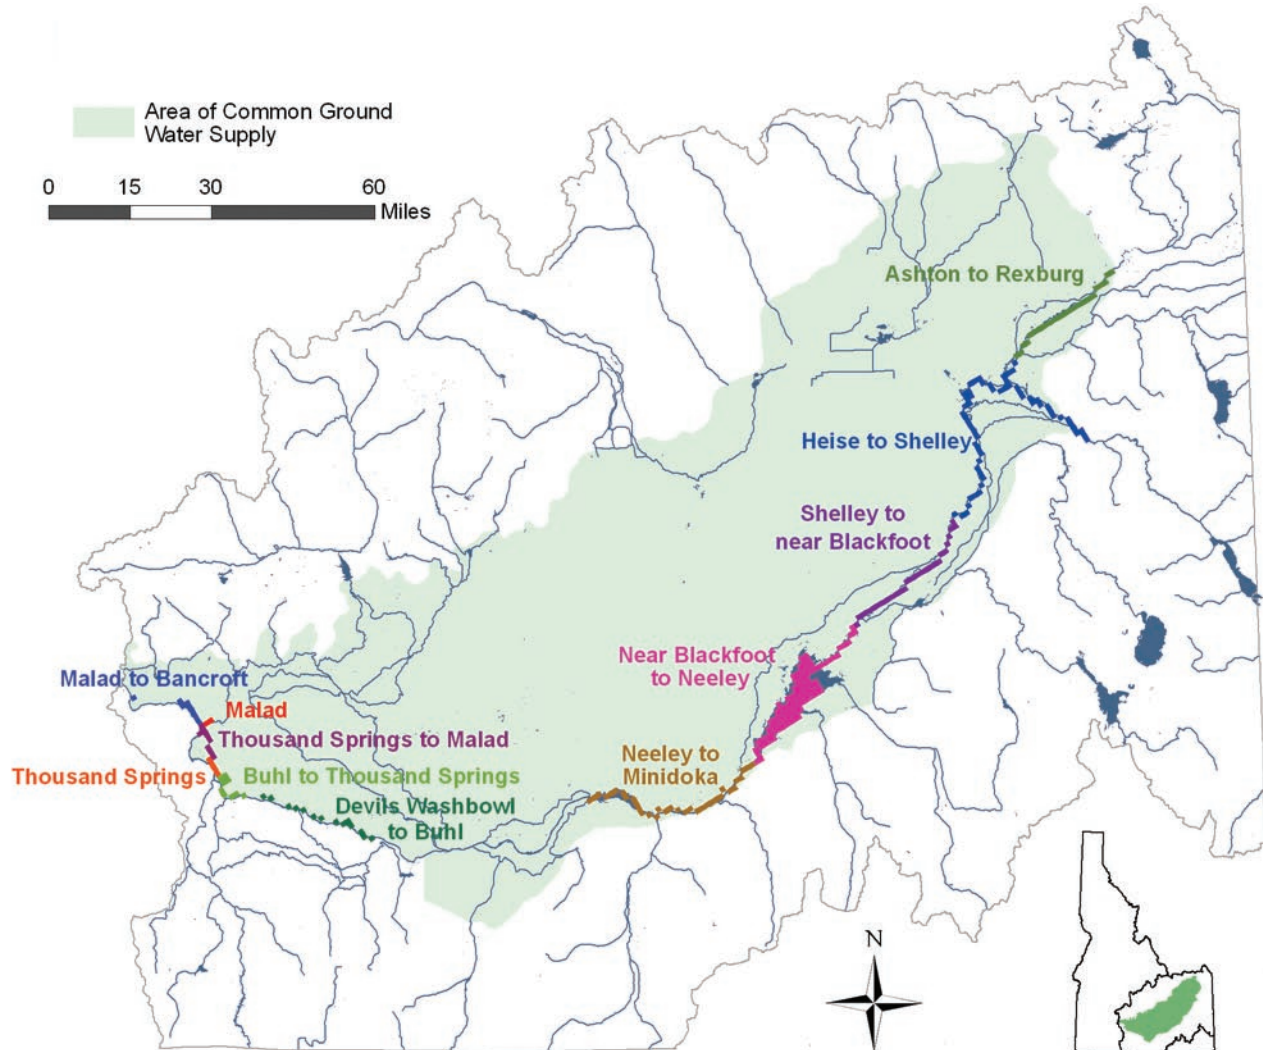 Area of Common Ground
Water Supply
0 15 30 60
Miles
Ashton to Rexburg
Heise to Shelley
Shelley to
near Blackfoot
Near Blackfoot
to Neeley
Malad to Bancroft
Malad
Thousand Springs to Malad
Thousand Springs
Buhl to Thousand Springs
Neeley to
Minidoka
Devils Washbowl
to Buhl
N